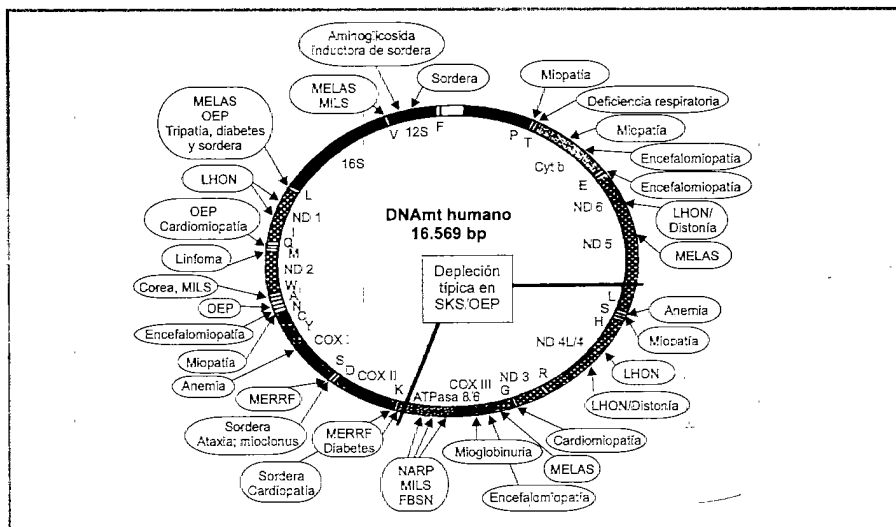 Aminoglicosida
inductora de sordera
Sordera
MELAS
MILS
MELAS
OEP
Tripatía, diabetes
y sordera
LHON
OEP
Cardiomiopatía
Linfoma
Corea, MILS
OEP
Encefalomiopatía
Miopatía
Anemia
MERRF
Sordera
Ataxia; mioclonus
MERRF
Diabetes
Sordera
Cardiopatía
NARP
MILS
FBSN
Mioglobinuría
Encefalomiopatía
MELAS
Cardiomiopatía
LHON/Distonía
LHON
Miopatía
Anemia
MELAS
LHON/
Distonía
Encefalomiopatía
Encefalomiopatía
Miopatía
Deficiencia respiratoria
Miopatía
F
12S
V
16S
L
ND 1
I
Q
M
ND 2
W
A
N
C
Y
COX I
S
D
COX II
K
ATPasa 8/6
COX III
G
ND 3
R
ND 4L/4
H
S
L
ND 5
ND 6
E
Cyt b
T
P
DNAmt humano
16.569 bp
Depleción
típica en
SKS/OEP